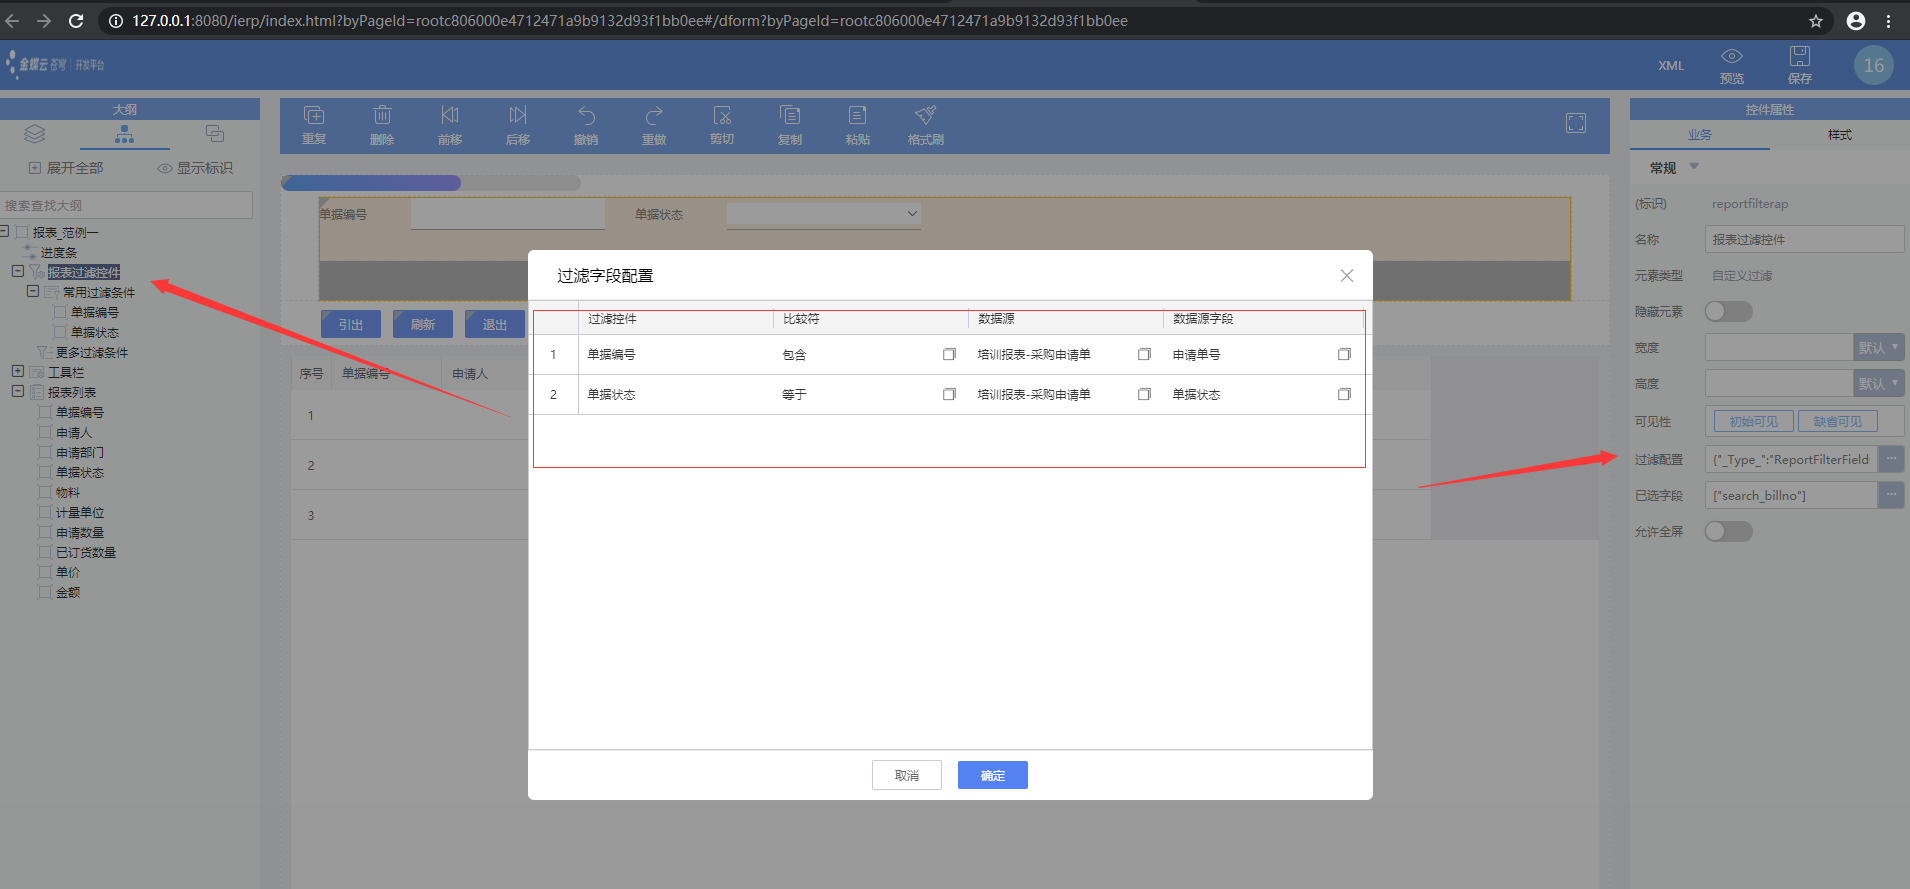 127.0.0.1:8080/ierp/index.html?byPageId=rootc806000e4712471a9b9132d93f1bb0ee#/dform?byPageId=rootc806000e4712471a9b9132d93f1bb0ee
金蝶云 苍穹 | 开发平台
XML
预览
保存
16
大纲
展开全部
显示标识
搜索查找大纲
报表_范例一
进度条
报表过滤控件
常用过滤条件
单据编号
单据状态
更多过滤条件
工具栏
报表列表
单据编号
申请人
申请部门
单据状态
物料
计量单位
申请数量
已订货数量
单价
金额
重复
删除
前移
后移
撤销
重做
剪切
复制
粘贴
格式刷
单据编号
单据状态
引出
刷新
退出
序号
单据编号
申请人
1
2
3
过滤字段配置
过滤控件 比较符 数据源 数据源字段
1 单据编号 包含 培训报表-采购申请单 申请单号
2 单据状态 等于 培训报表-采购申请单 单据状态
取消
确定
控件属性
业务
样式
常规
(标识) reportfilterap
名称 报表过滤控件
元素类型 自定义过滤
隐藏元素
宽度 默认
高度 默认
可见性 初始可见 缺省可见
过滤配置 {"_Type_":"ReportFilterField ...
已选字段 ["search_billno"] ...
允许全屏